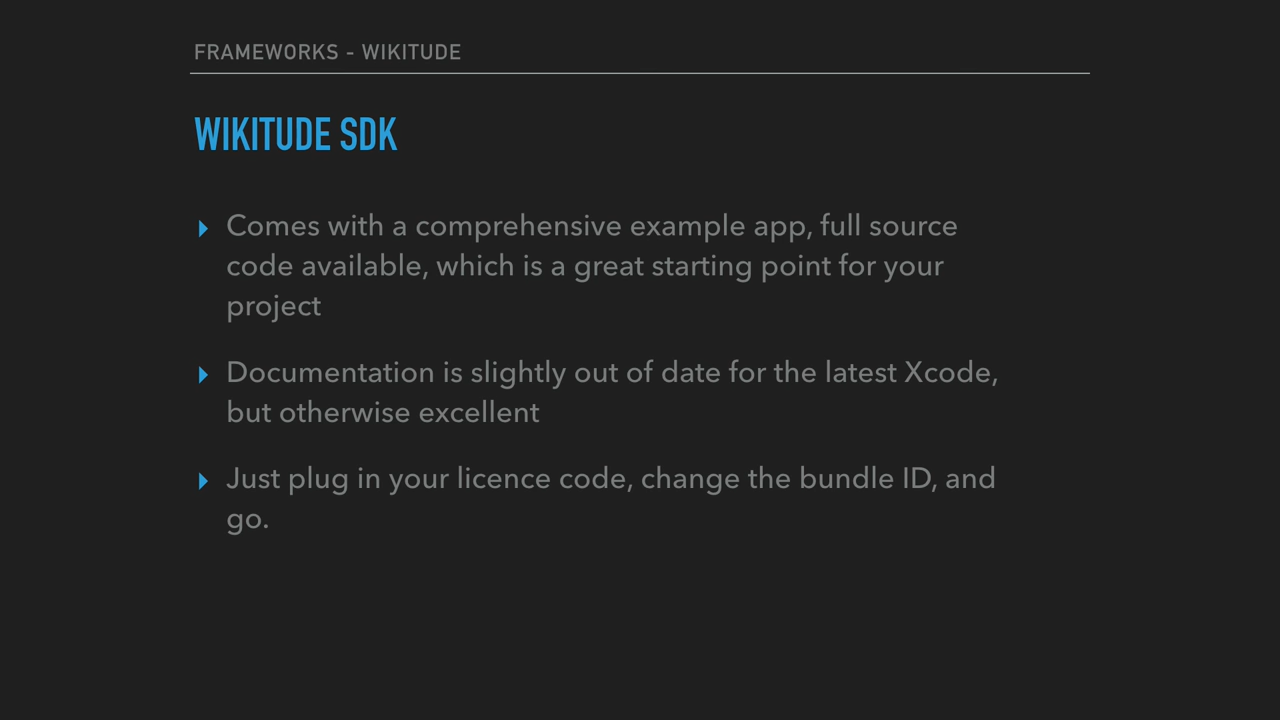 FRAMEWORKS - WIKITUDE
WIKITUDE SDK
Comes with a comprehensive example app, full source
code available, which is a great starting point for your
project
Documentation is slightly out of date for the latest Xcode,
but otherwise excellent
Just plug in your licence code, change the bundle ID, and
go.